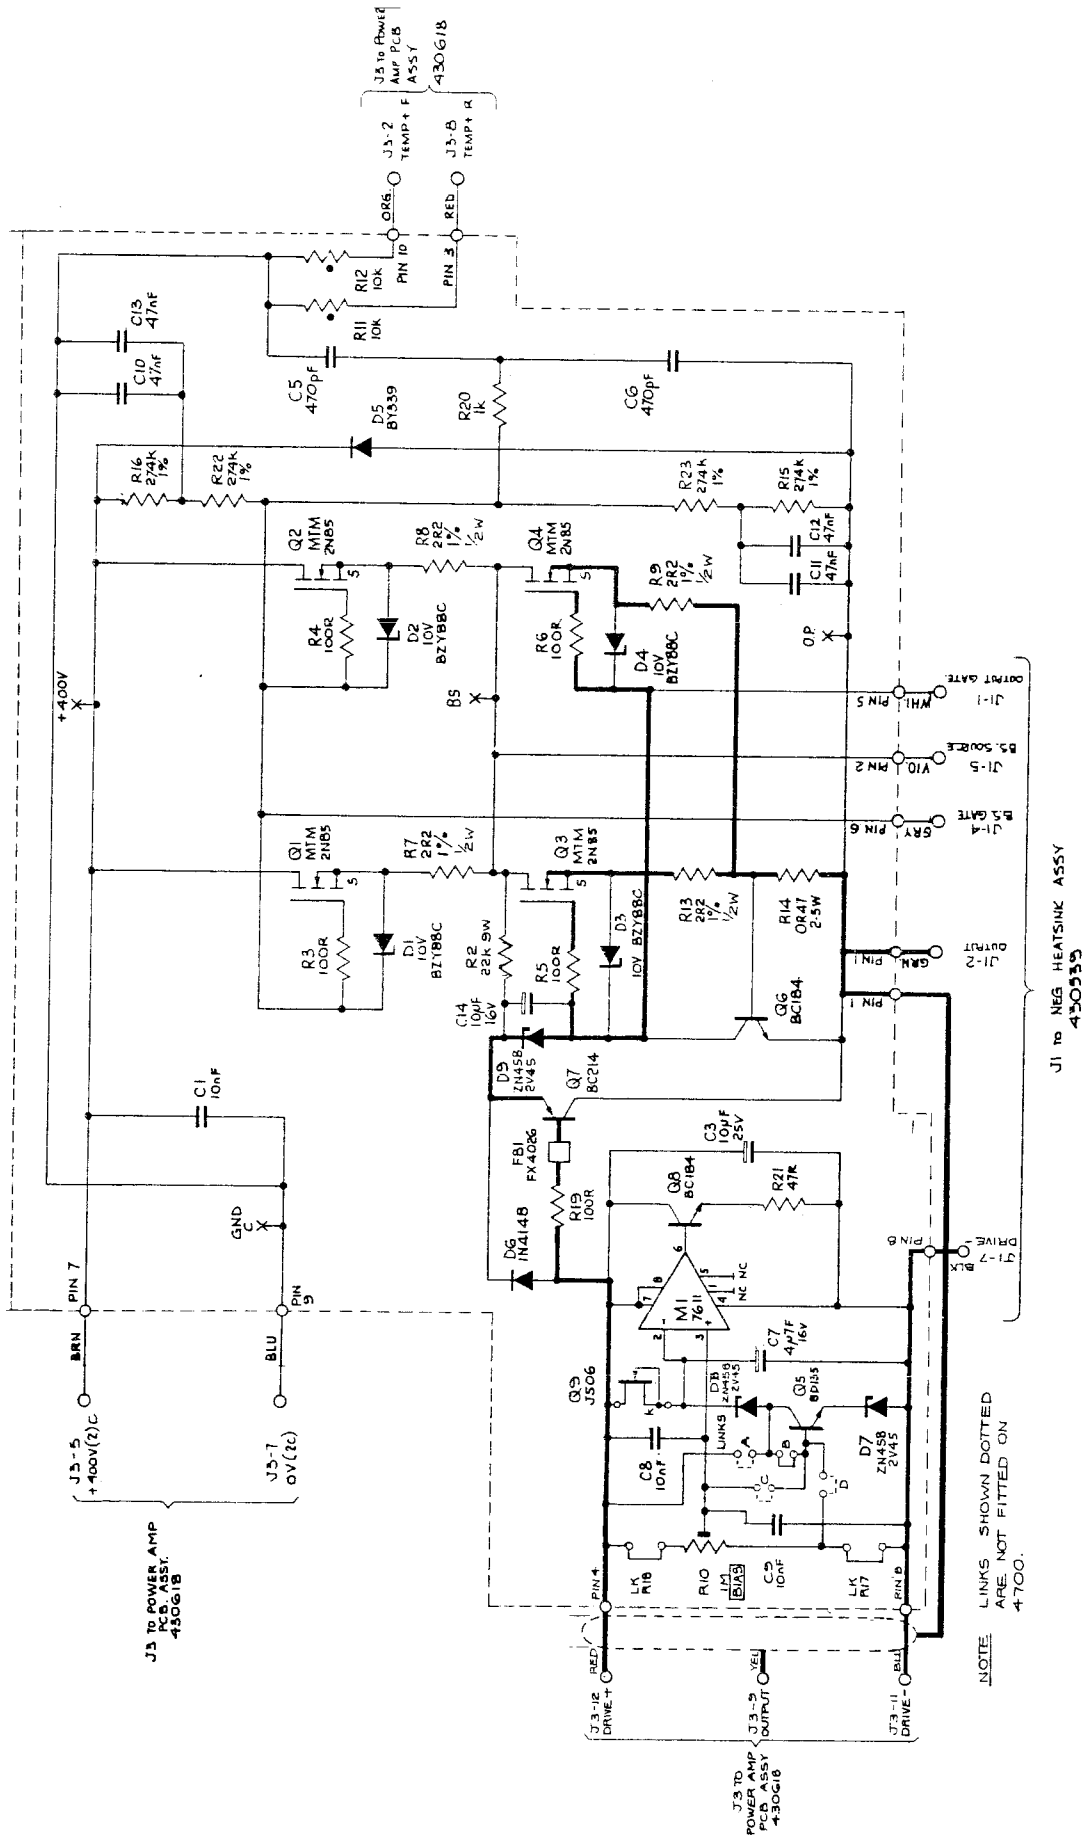 J3 TO POWER
AMP PCB
ASSY
430618
J3-2
TEMP+ F
J3-8
TEMP+ R
ORG.
RED
PIN 10
PIN 3
R12
10K
R11
10K
C13
47nF
C10
47nF
C5
470pF
C6
470pF
R20
1k
D5
BY339
R16
274k
1%
R22
274k
1%
R23
274k
1%
R15
274k
1%
C12
47nF
C11
47nF
+400V
Q2
MTM
2N85
S
R8
2R2
1%
1/2W
Q4
MTM
2N85
S
R9
2R2
1%
1/2W
R4
100R
D2
10V
BZY88C
R6
100R
D4
10V
BZY88C
BS
O.P.
Q1
MTM
2N85
S
R7
2R2
1%
1/2W
Q3
MTM
2N85
S
R3
100R
D1
10V
BZY88C
R2
22k 9W
R5
100R
D3
10V BZY88C
R13
2R2
1%
1/2W
R14
0R47
2.5W
C14
10µF
16V
D9
ZN458
2V45
Q7
BC214
Q6
BC184
C1
10nF
GND
C
PIN 7
PIN
9
BRN
BLU
J3-5
+400V(2)C
J3-7
0V(2C)
J3 TO POWER AMP
PCB. ASSY.
430618
FB1
FX4026
R19
100R
D6
1N4148
C3
10µF
25V
Q8
BC184
R21
47R
M1
7611
2
3
7
8
6
5
1
4
-
+
NC
NC
Q9
J506
k
C8
10nF
C7
4µ7F
16V
D8
ZN458
2V45
Q5
BD135
D7
ZN458
2V45
LINKS
A
B
C
D
LK
R18
R10
1M
BIAS
C9
10nF
LK
R17
PIN 4
PIN 8
RED
YEL
BLU
J3-12
DRIVE+
J3-9
OUTPUT
J3-11
DRIVE-
J3 TO
POWER AMP
PCB ASSY
430618
PIN 5
WHI.
J1-1
OUTPUT GATE.
PIN 2
VIO.
J1-5
BS. SOURCE
PIN 6
GRY
J1-4
B.S. GATE
PIN 1
GRN
J1-2
OUTPUT
PIN 1
PIN 8
BLK
J1-7
DRIVE -
J1 TO NEG HEATSINK ASSY
430539
NOTE LINKS SHOWN DOTTED
ARE NOT FITTED ON
4700.